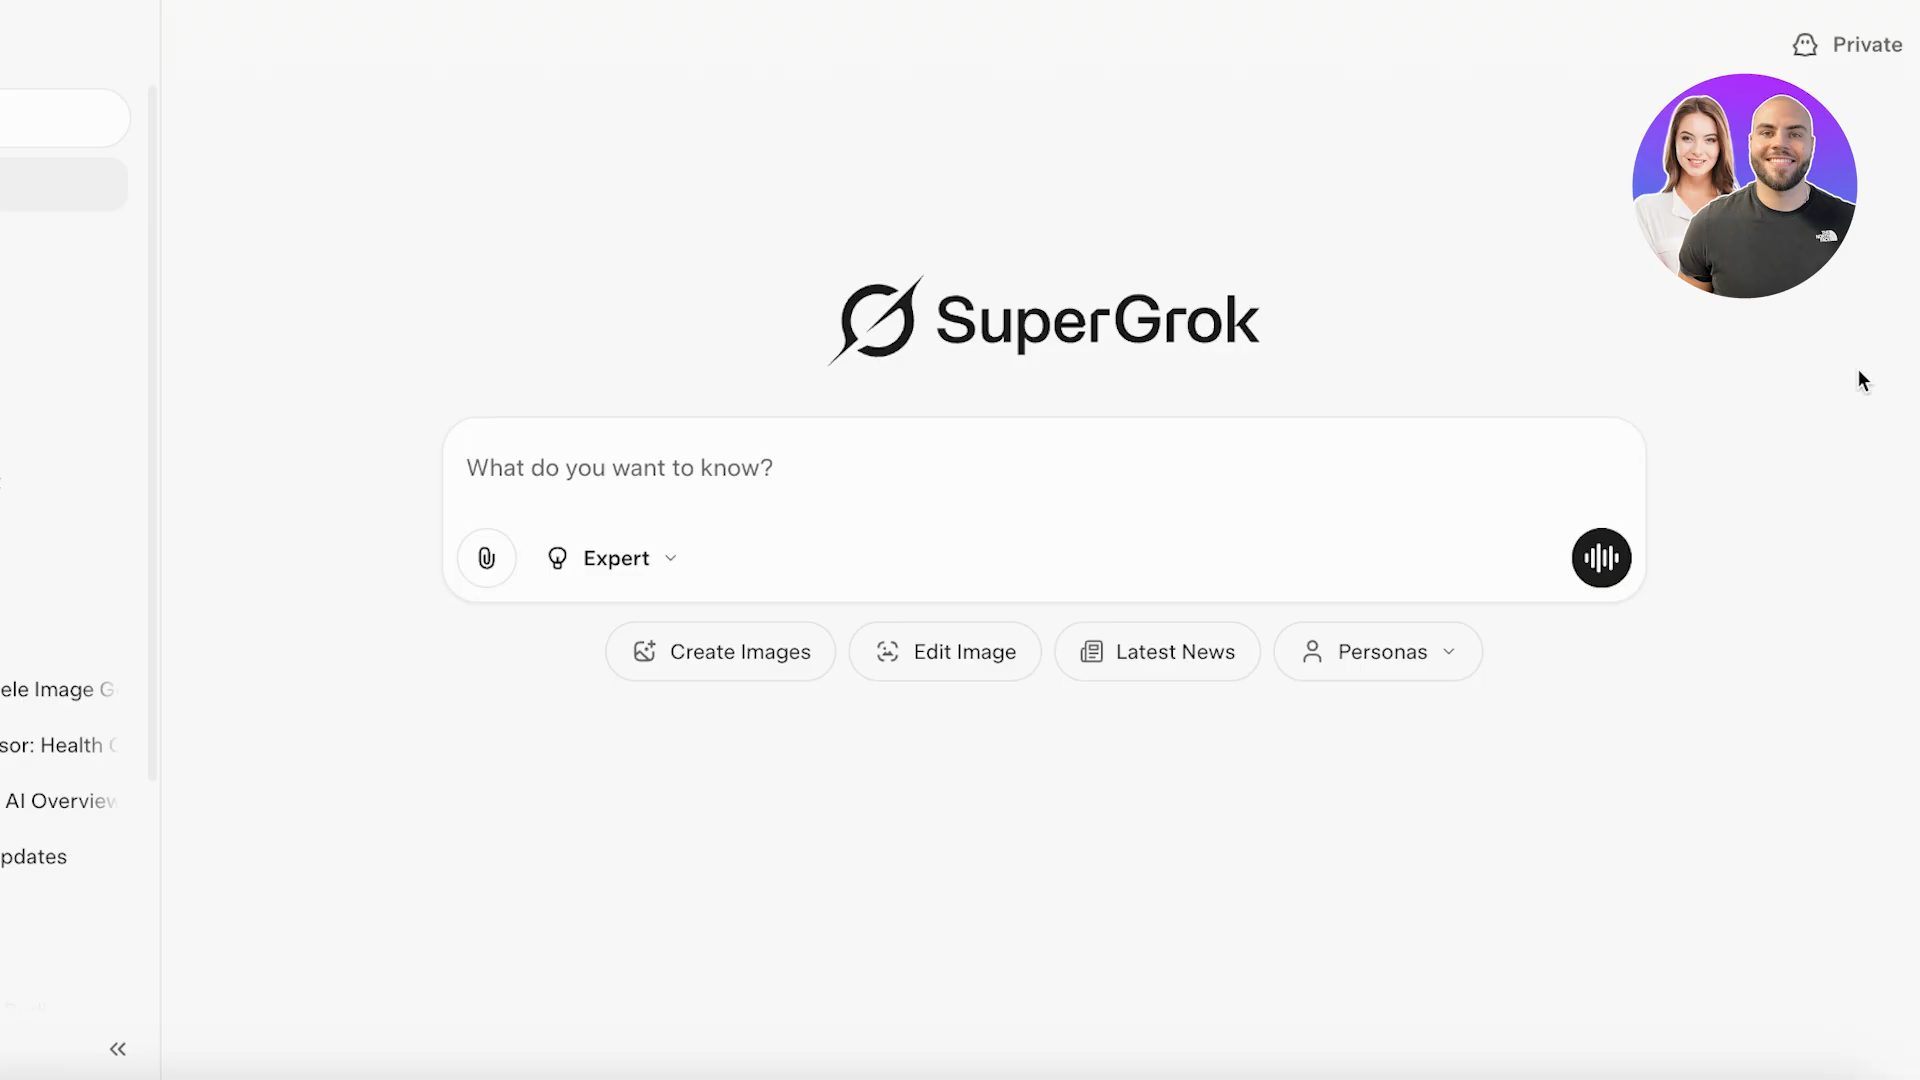 Private
SuperGrok
What do you want to know?
Expert
Create Images
Edit Image
Latest News
Personas
ele Image G
sor: Health
AI Overview
pdates